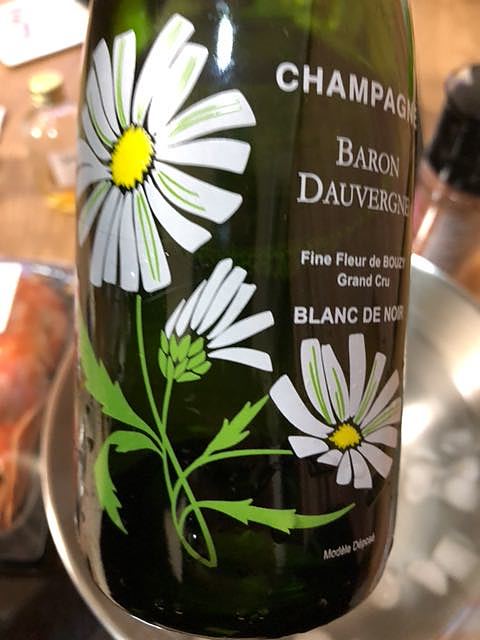 CHAMPAGNE
BARON
DAUVERGNE
Fine Fleur de BOUZY
Grand Cru
BLANC DE NOIR
Modèle Déposé